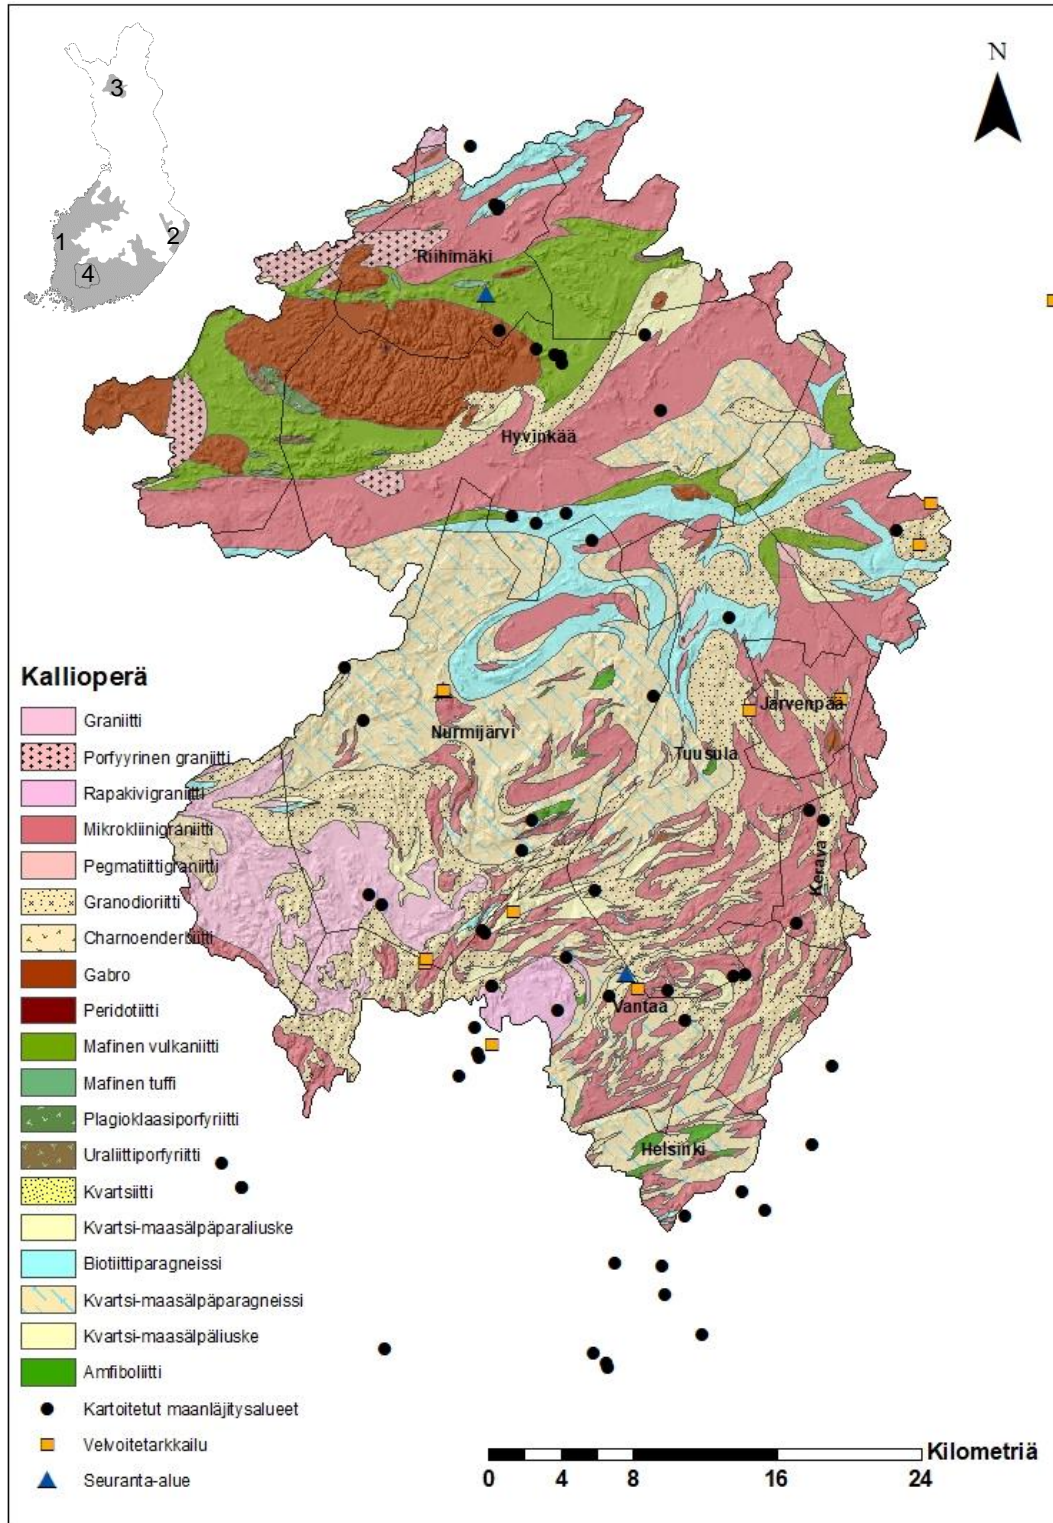 N
3
1
2
4
Riihimäki
Hyvinkää
Nurmijärvi
Järvenpää
Tuusula
Kerava
Vantaa
Helsinki
Kallioperä
Graniitti
Porfyyrinen graniitti
Rapakivigraniitti
Mikrokliinigraniitti
Pegmatiittigraniitti
Granodioriitti
Charnoenderbiitti
Gabro
Peridotiitti
Mafinen vulkaniitti
Mafinen tuffi
Plagioklaasiporfyriitti
Uraliittiporfyriitti
Kvartsiitti
Kvartsi-maasälpäparaliuske
Biotiittiparagneissi
Kvartsi-maasälpäparagneissi
Kvartsi-maasälpäliuske
Amfiboliitti
Kartoitetut maanläjitysalueet
Velvoitetarkkailu
Seuranta-alue
Kilometriä
0 4 8 16 24